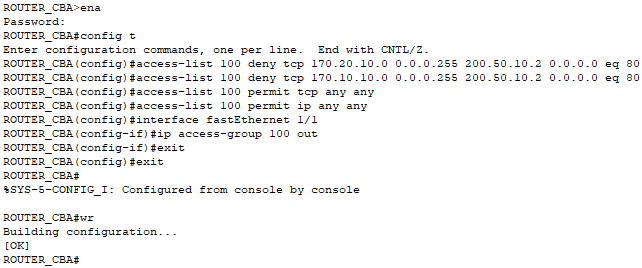 ROUTER_CBA>ena
Password:
ROUTER_CBA#config t
Enter configuration commands, one per line.  End with CNTL/Z.
ROUTER_CBA(config)#access-list 100 deny tcp 170.20.10.0 0.0.0.255 200.50.10.2 0.0.0.0 eq 80
ROUTER_CBA(config)#access-list 100 deny tcp 170.10.10.0 0.0.0.255 200.50.10.2 0.0.0.0 eq 80
ROUTER_CBA(config)#access-list 100 permit tcp any any
ROUTER_CBA(config)#access-list 100 permit ip any any
ROUTER_CBA(config)#interface fastEthernet 1/1
ROUTER_CBA(config-if)#ip access-group 100 out
ROUTER_CBA(config-if)#exit
ROUTER_CBA(config)#exit
ROUTER_CBA#
%SYS-5-CONFIG_I: Configured from console by console

ROUTER_CBA#wr
Building configuration...
[OK]
ROUTER_CBA#